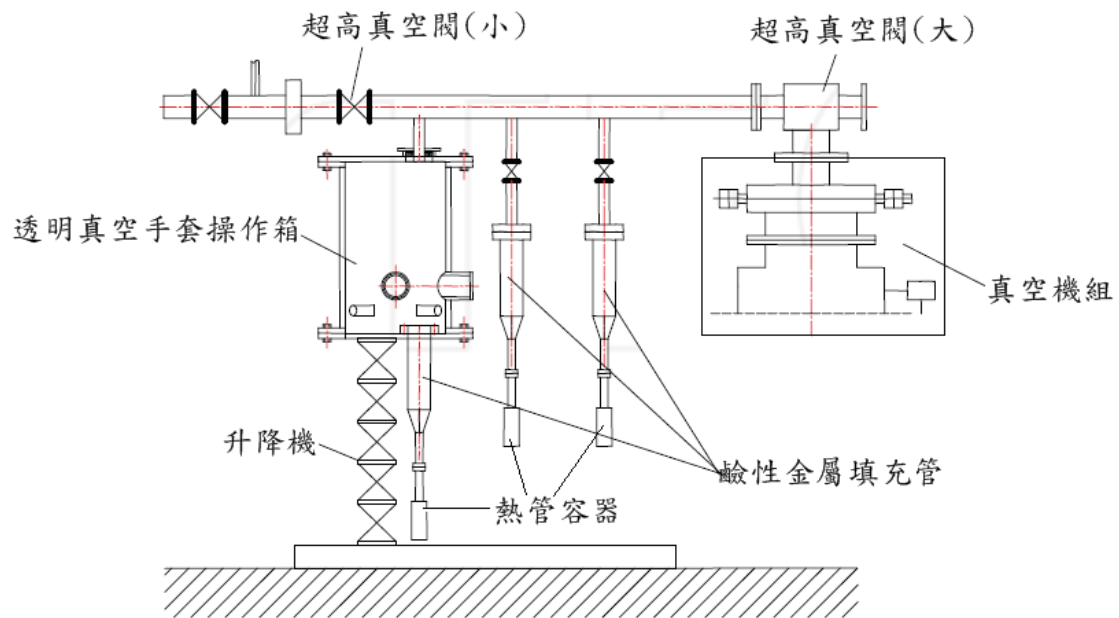 超高真空閥(小)
超高真空閥(大)
透明真空手套操作箱
真空機組
升降機
鹼性金屬填充管
熱管容器